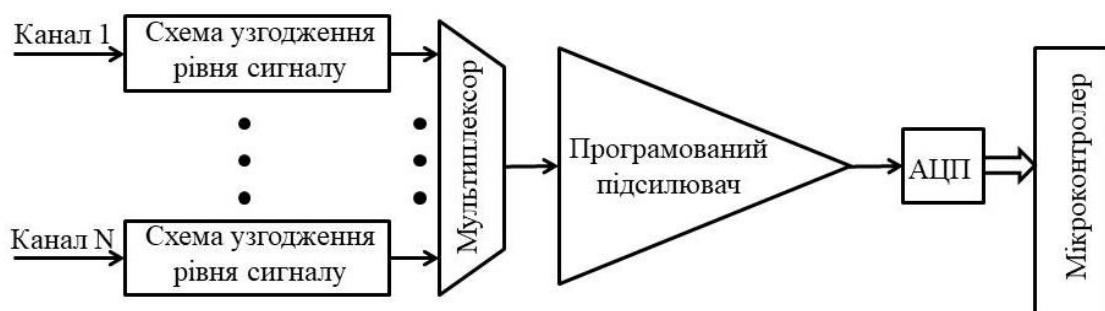 Канал 1
Схема узгодження
рівня сигналу
Мультиплексор
Програмований
підсилювач
АЦП
Мікроконтролер
Канал N
Схема узгодження
рівня сигналу